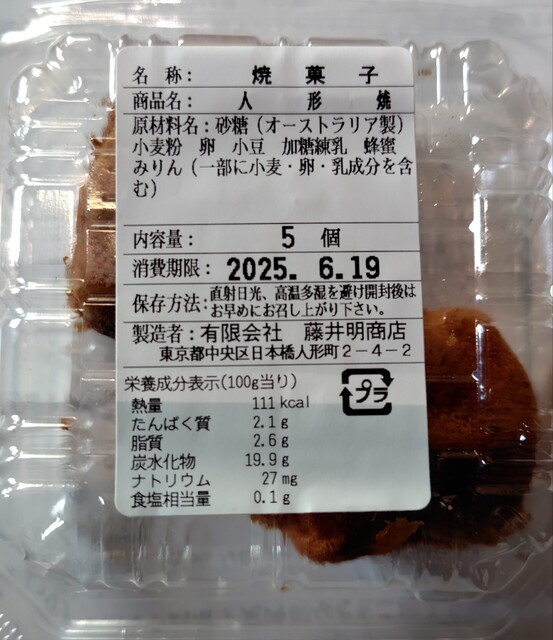 名 称: 焼 菓 子
商品名: 人 形 焼
原材料名:砂糖(オーストラリア製)
小麦粉 卵 小豆 加糖練乳 蜂蜜
みりん(一部に小麦・卵・乳成分を含
む)
内容量: 5 個
消費期限: 2025. 6.19
保存方法:直射日光、高温多湿を避け開封後は
お早めにお召し上がり下さい。
製造者:有限会社 藤井明商店
東京都中央区日本橋人形町2-4-2
栄養成分表示(100g当り)
熱量 111kcal
たんぱく質 2.1g
脂質 2.6g
炭水化物 19.9g
ナトリウム 27mg
食塩相当量 0.1g
プラ